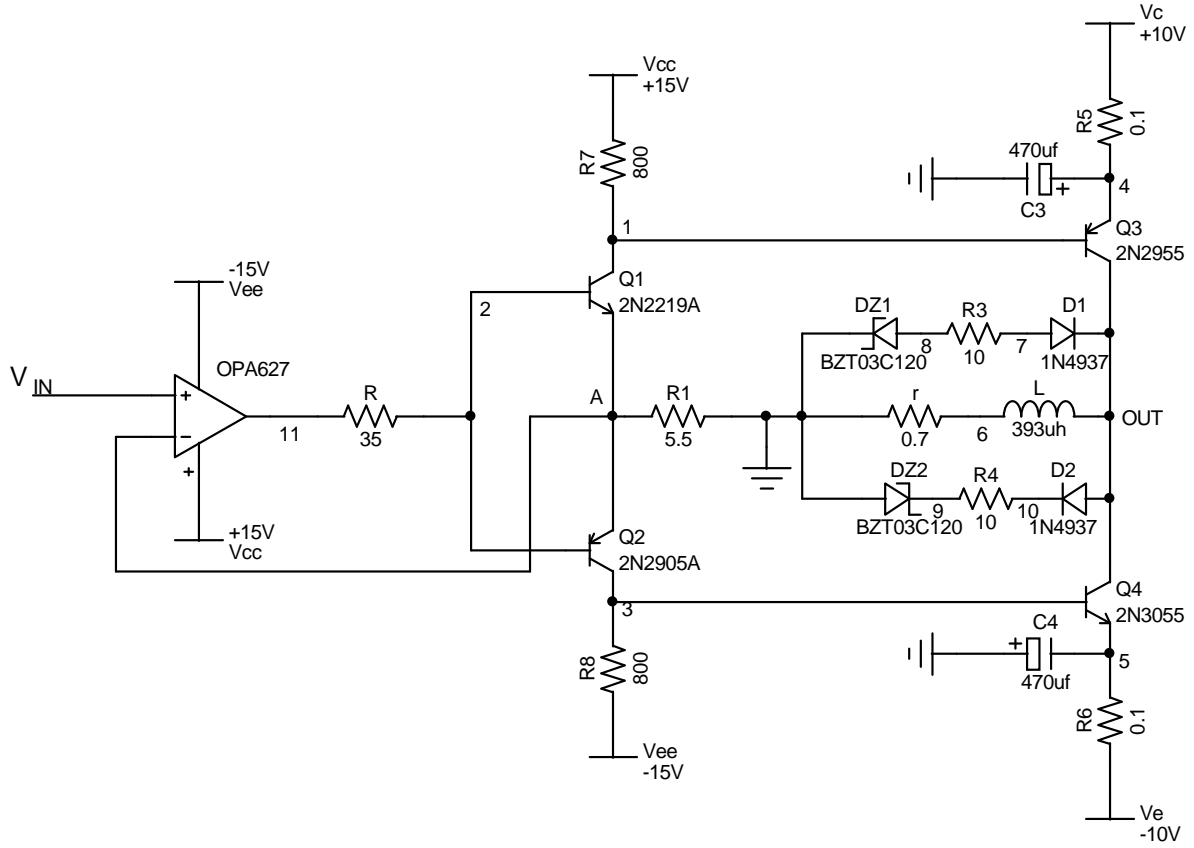 Vc
+10V
R5
0.1
Vcc
+15V
R7
800
470uf
+
C3
4
1
Q3
2N2955
-15V
Vee
Q1
2N2219A
2
DZ1
BZT03C120
8
R3
10
7
D1
1N4937
OPA627
V IN
+
−
+
11
R
35
A
R1
5.5
r
0.7
6
L
393uh
OUT
DZ2
BZT03C120
9
R4
10
10
D2
1N4937
+15V
Vcc
Q2
2N2905A
3
Q4
2N3055
C4
+
470uf
5
R8
800
R6
0.1
Vee
-15V
Ve
-10V